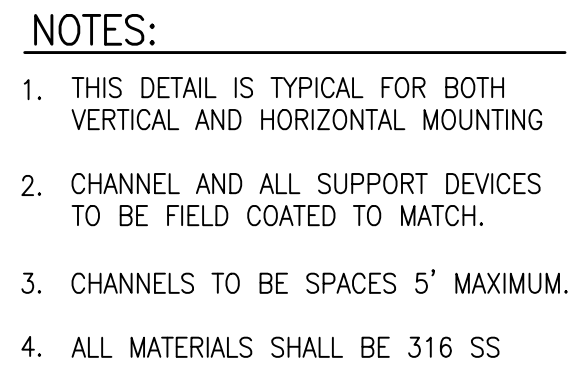 NOTES:
1. THIS DETAIL IS TYPICAL FOR BOTH
VERTICAL AND HORIZONTAL MOUNTING
2. CHANNEL AND ALL SUPPORT DEVICES
TO BE FIELD COATED TO MATCH.
3. CHANNELS TO BE SPACES 5' MAXIMUM.
4. ALL MATERIALS SHALL BE 316 SS